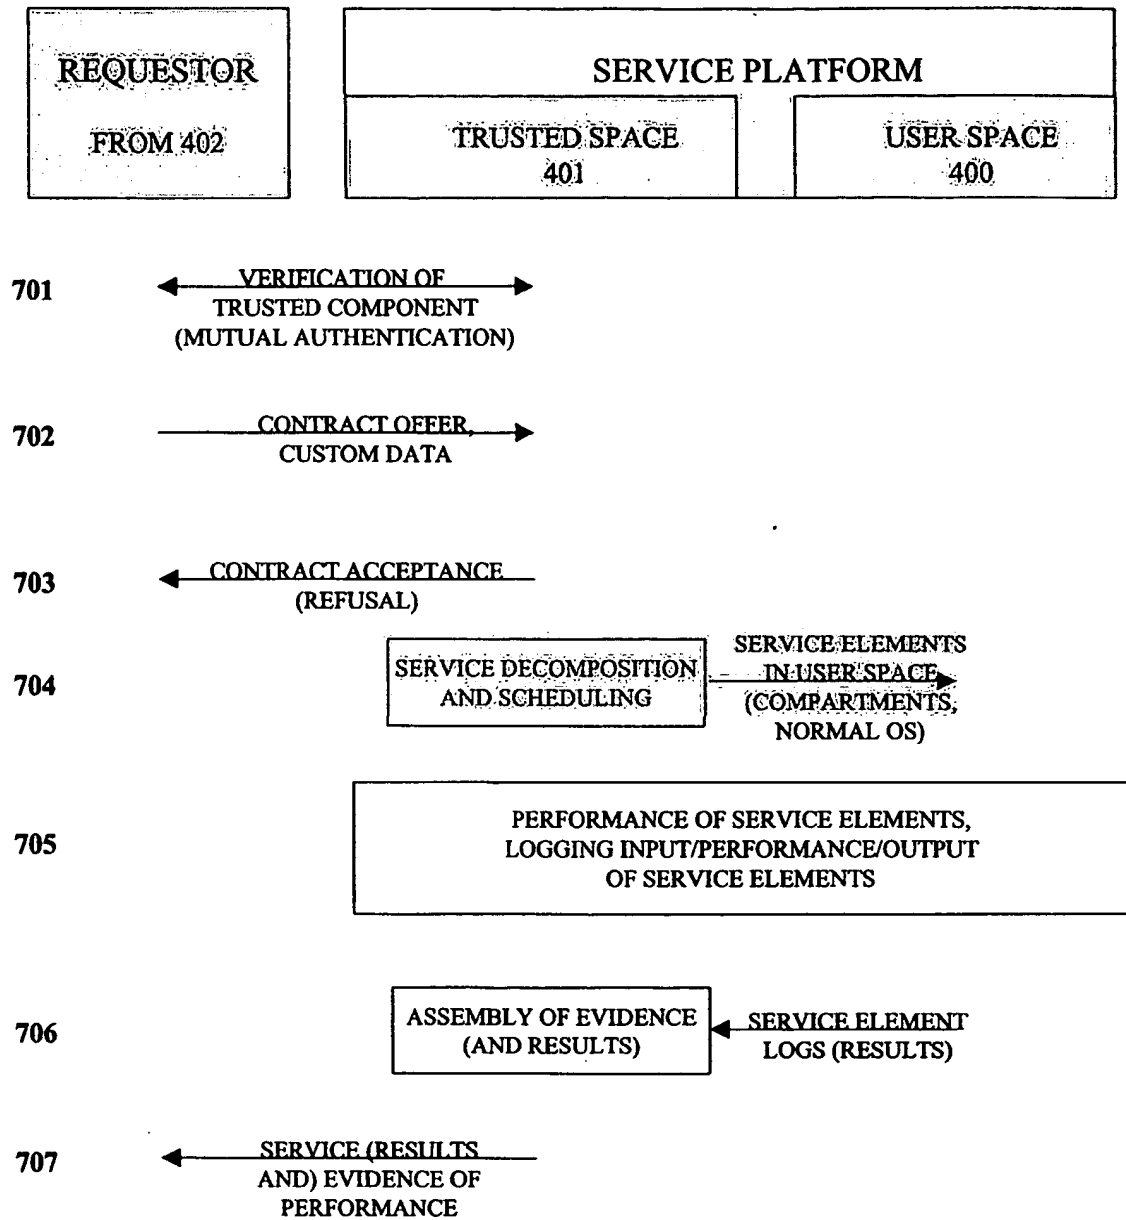 REQUESTOR
FROM 402
SERVICE PLATFORM
TRUSTED SPACE
401
USER SPACE
400
701
VERIFICATION OF
TRUSTED COMPONENT
(MUTUAL AUTHENTICATION)
702
CONTRACT OFFER,
CUSTOM DATA
703
CONTRACT ACCEPTANCE
(REFUSAL)
704
SERVICE DECOMPOSITION
AND SCHEDULING
SERVICE ELEMENTS
IN USER SPACE
(COMPARTMENTS,
NORMAL OS)
705
PERFORMANCE OF SERVICE ELEMENTS,
LOGGING INPUT/PERFORMANCE/OUTPUT
OF SERVICE ELEMENTS
706
ASSEMBLY OF EVIDENCE
(AND RESULTS)
SERVICE ELEMENT
LOGS (RESULTS)
707
SERVICE (RESULTS
AND) EVIDENCE OF
PERFORMANCE